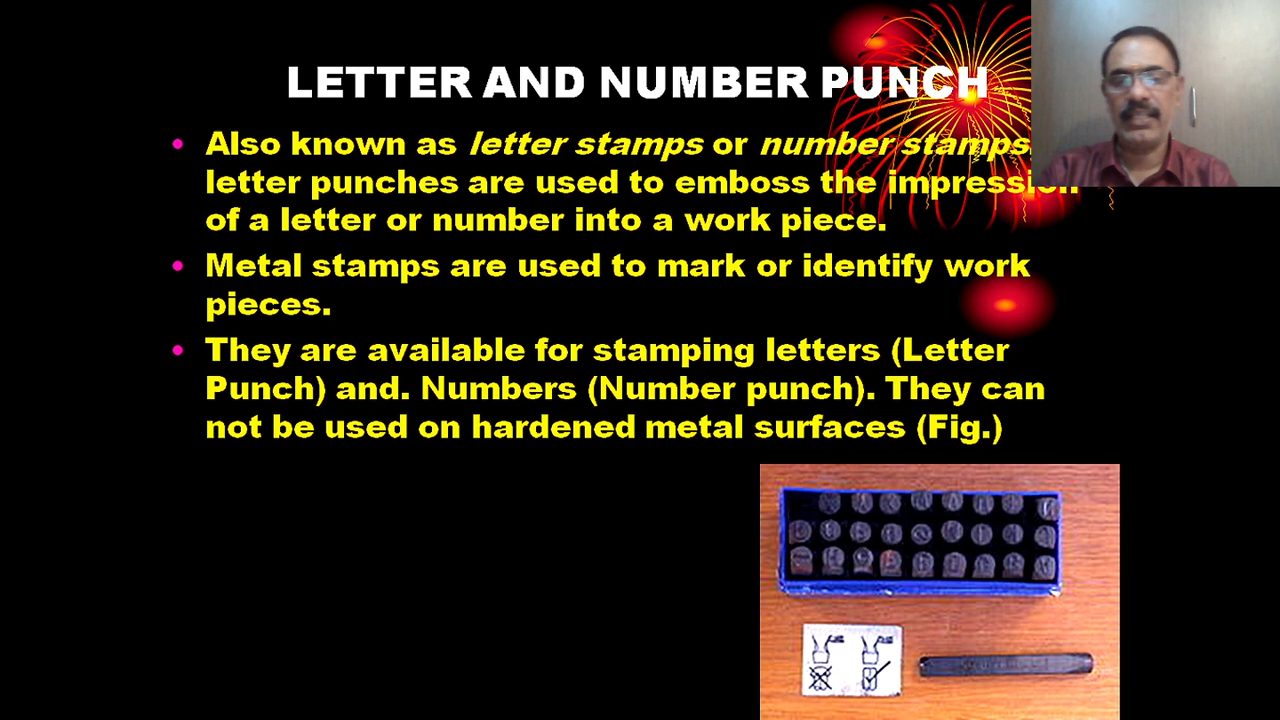 LETTER AND NUMBER PUNCH
• Also known as letter stamps or number stamps
letter punches are used to emboss the impression
of a letter or number into a work piece.
• Metal stamps are used to mark or identify work
pieces.
• They are available for stamping letters (Letter
Punch) and. Numbers (Number punch). They can
not be used on hardened metal surfaces (Fig.)